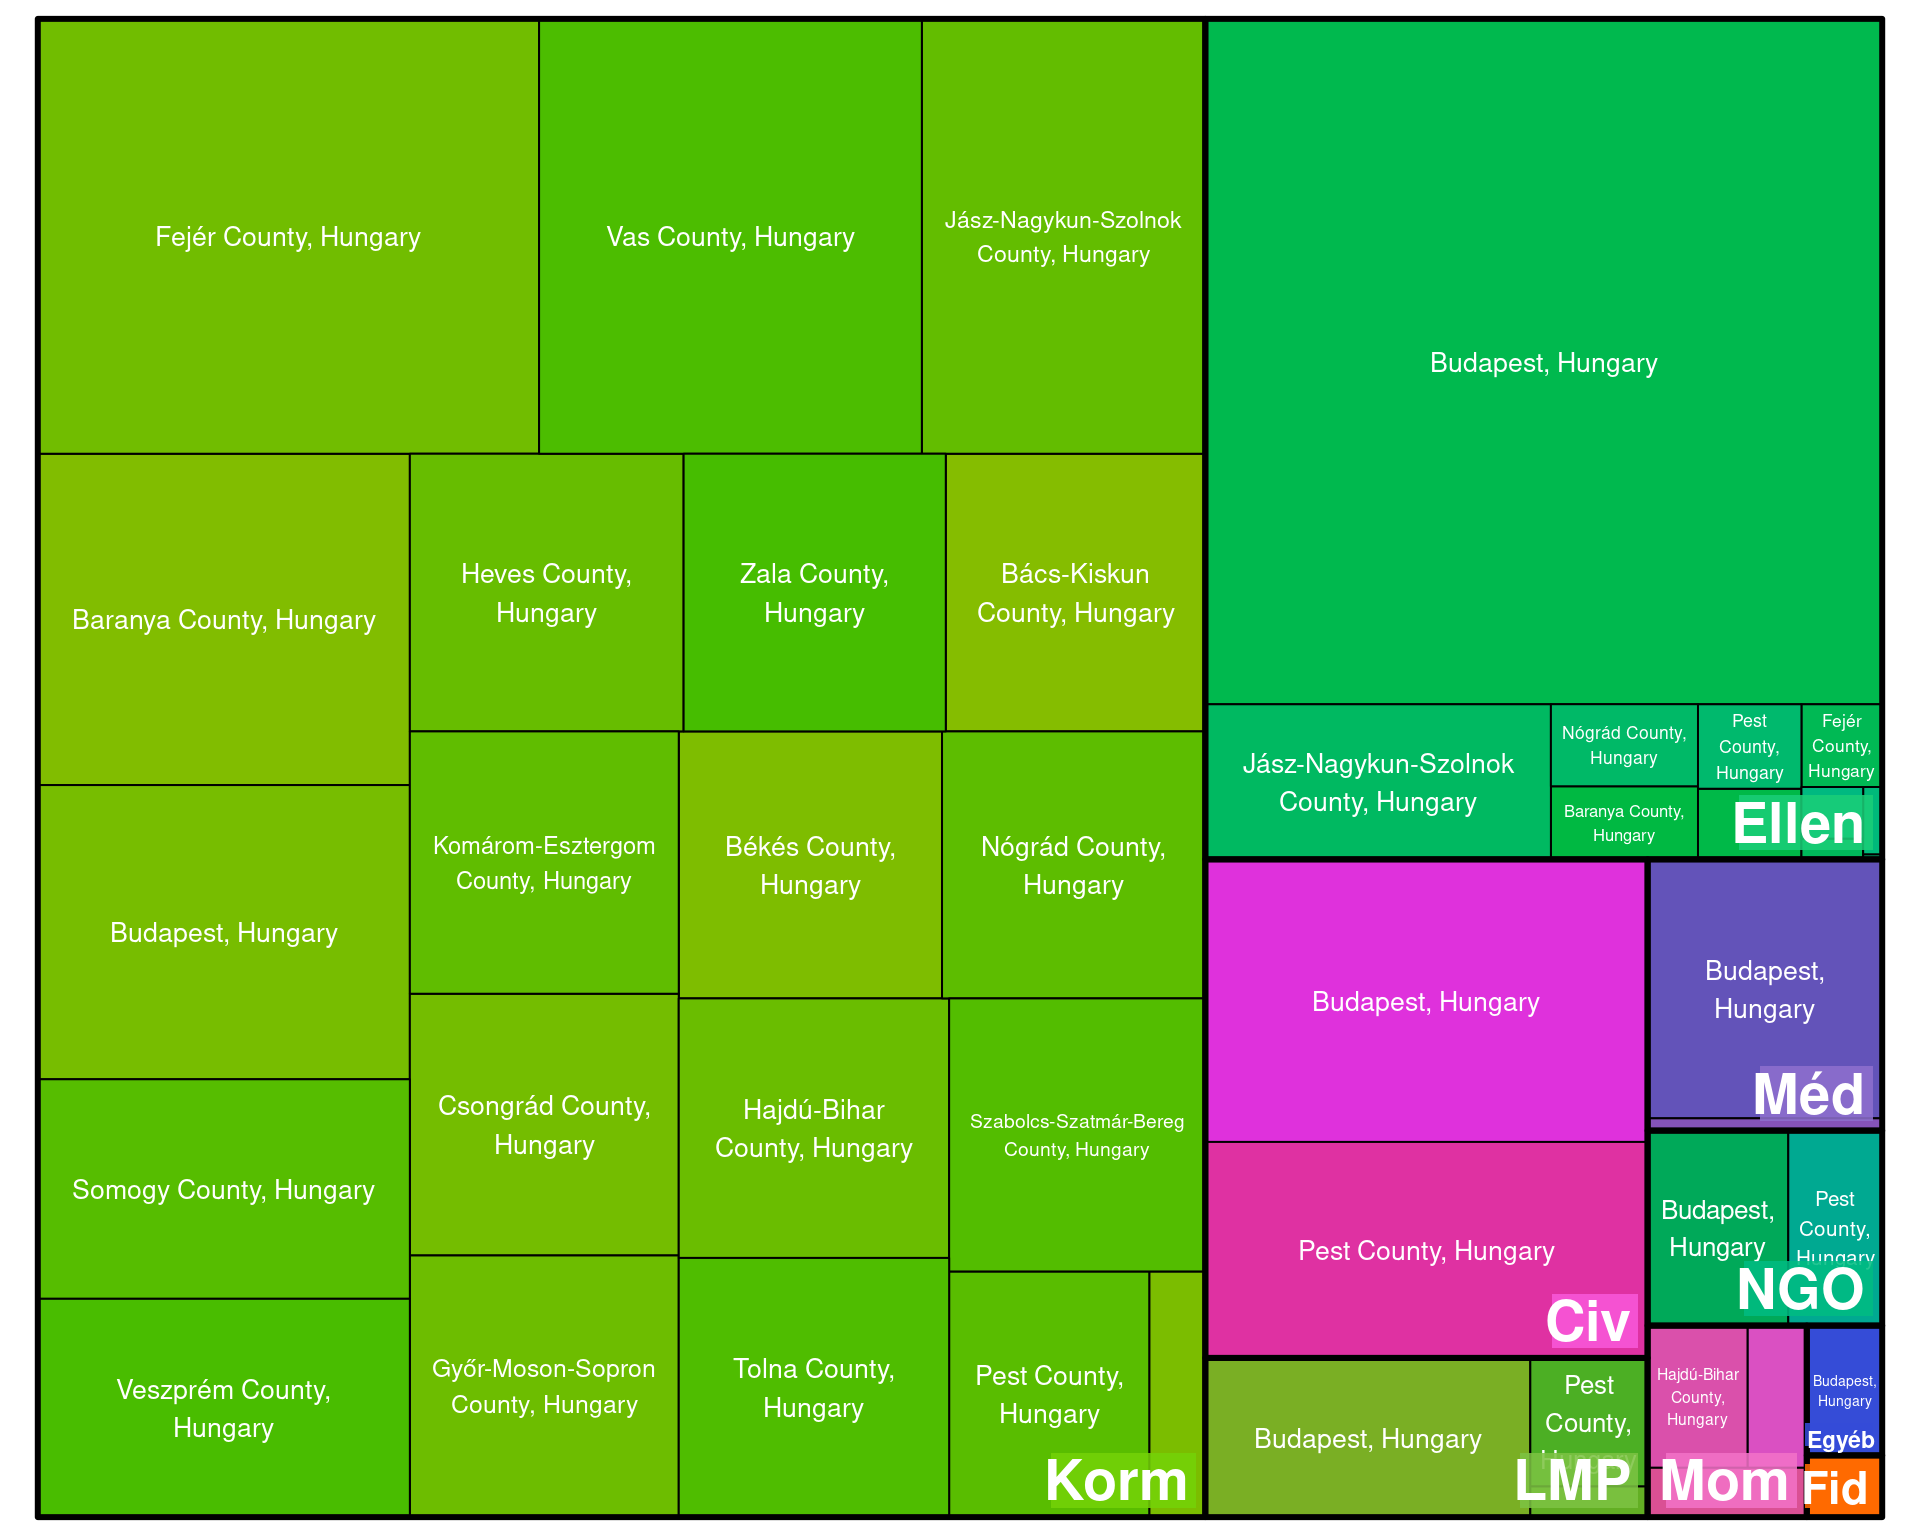 Fejér County, Hungary
Vas County, Hungary
Jász-Nagykun-Szolnok
County, Hungary
Baranya County, Hungary
Heves County,
Hungary
Zala County,
Hungary
Bács-Kiskun
County, Hungary
Budapest, Hungary
Komárom-Esztergom
County, Hungary
Békés County,
Hungary
Nógrád County,
Hungary
Somogy County, Hungary
Csongrád County,
Hungary
Hajdú-Bihar
County, Hungary
Szabolcs-Szatmár-Bereg
County, Hungary
Veszprém County,
Hungary
Győr-Moson-Sopron
County, Hungary
Tolna County,
Hungary
Pest County,
Hungary
Korm
Budapest, Hungary
Jász-Nagykun-Szolnok
County, Hungary
Nógrád County,
Hungary
Baranya County,
Hungary
Pest
County,
Hungary
Fejér
County,
Hungary
Ellen
Budapest, Hungary
Pest County, Hungary
Civ
Budapest,
Hungary
Méd
Budapest,
Hungary
Pest
County,
Hungary
NGO
Budapest, Hungary
Pest
County,
Hungary
LMP
Hajdú-Bihar
County,
Hungary
Mom
Budapest,
Hungary
Egyéb
Fid